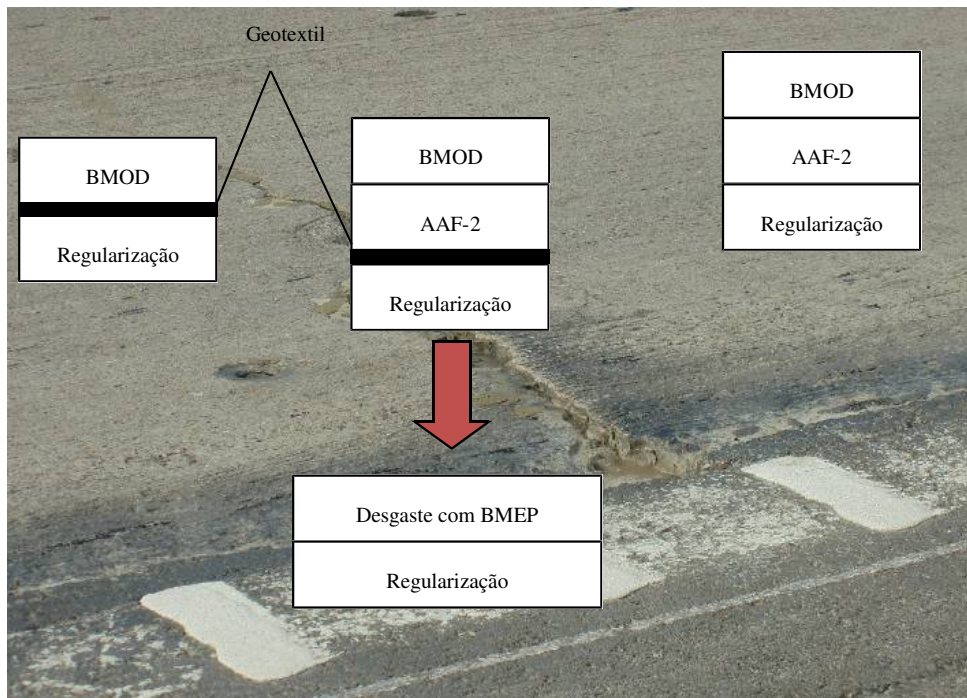 Geotextil
BMOD
Regularização
BMOD
AAF-2
Regularização
BMOD
AAF-2
Regularização
Desgaste com BMEP
Regularização